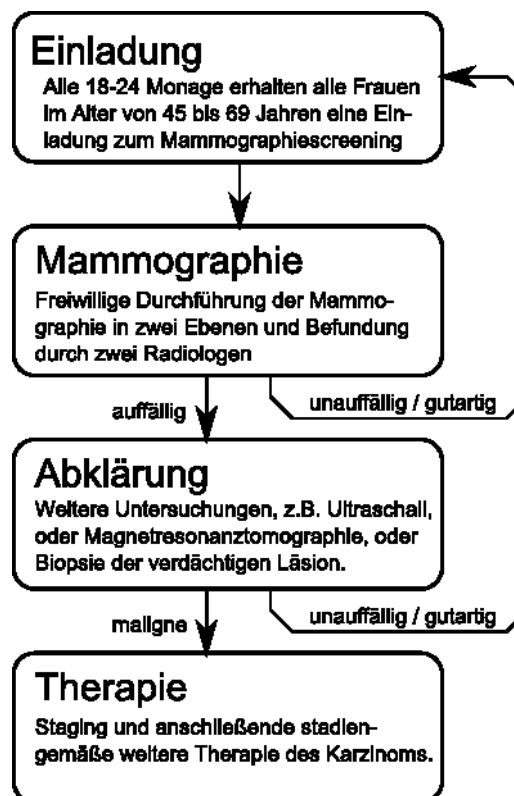 Einladung
Alle 18-24 Monage erhalten alle Frauen
im Alter von 45 bis 69 Jahren eine Ein-
ladung zum Mammographiescreening
Mammographie
Freiwillige Durchführung der Mammo-
graphie in zwei Ebenen und Befundung
durch zwei Radiologen
auffällig
unauffällig / gutartig
Abklärung
Weitere Untersuchungen, z.B. Ultraschall,
oder Magnetresonanztomographie, oder
Biopsie der verdächtigen Läsion.
maligne
unauffällig / gutartig
Therapie
Staging und anschließende stadien-
gemäße weitere Therapie des Karzinoms.